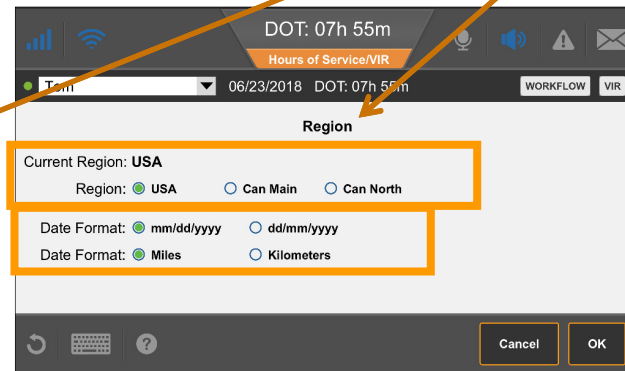 DOT: 07h 55m
Hours of Service/VIR
Tom 06/23/2018 DOT: 07h 55m WORKFLOW VIR
Region
Current Region: USA
Region: USA Can Main Can North
Date Format: mm/dd/yyyy dd/mm/yyyy
Date Format: Miles Kilometers
? Cancel OK